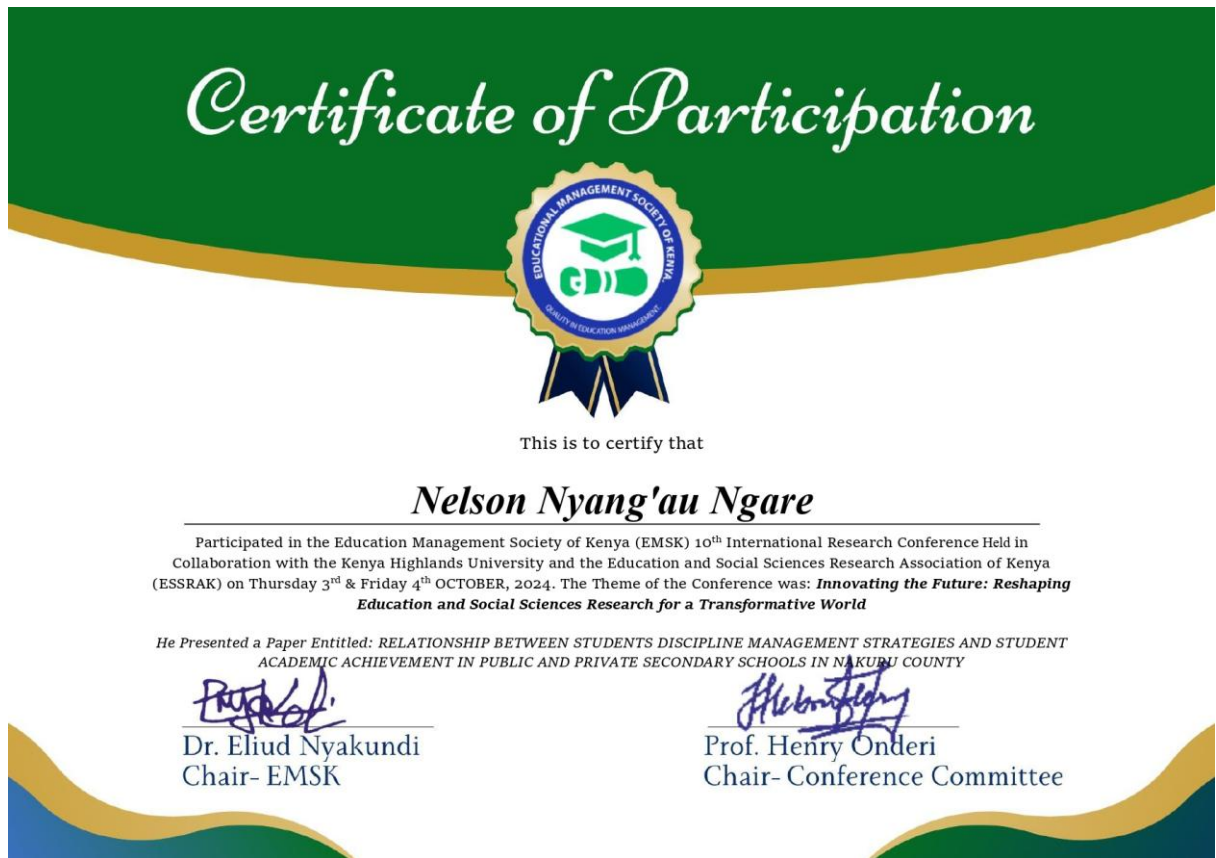 Certificate of Participation
EDUCATIONAL MANAGEMENT SOCIETY OF KENYA.
QUALITY IN EDUCATION MANAGEMENT.
This is to certify that
Nelson Nyang'au Ngare
Participated in the Education Management Society of Kenya (EMSK) 10th International Research Conference Held in
Collaboration with the Kenya Highlands University and the Education and Social Sciences Research Association of Kenya
(ESSRAK) on Thursday 3rd & Friday 4th OCTOBER, 2024. The Theme of the Conference was: Innovating the Future: Reshaping
Education and Social Sciences Research for a Transformative World
He Presented a Paper Entitled: RELATIONSHIP BETWEEN STUDENTS DISCIPLINE MANAGEMENT STRATEGIES AND STUDENT
ACADEMIC ACHIEVEMENT IN PUBLIC AND PRIVATE SECONDARY SCHOOLS IN NAKURU COUNTY
Dr. Eliud Nyakundi
Chair- EMSK
Prof. Henry Onderi
Chair- Conference Committee